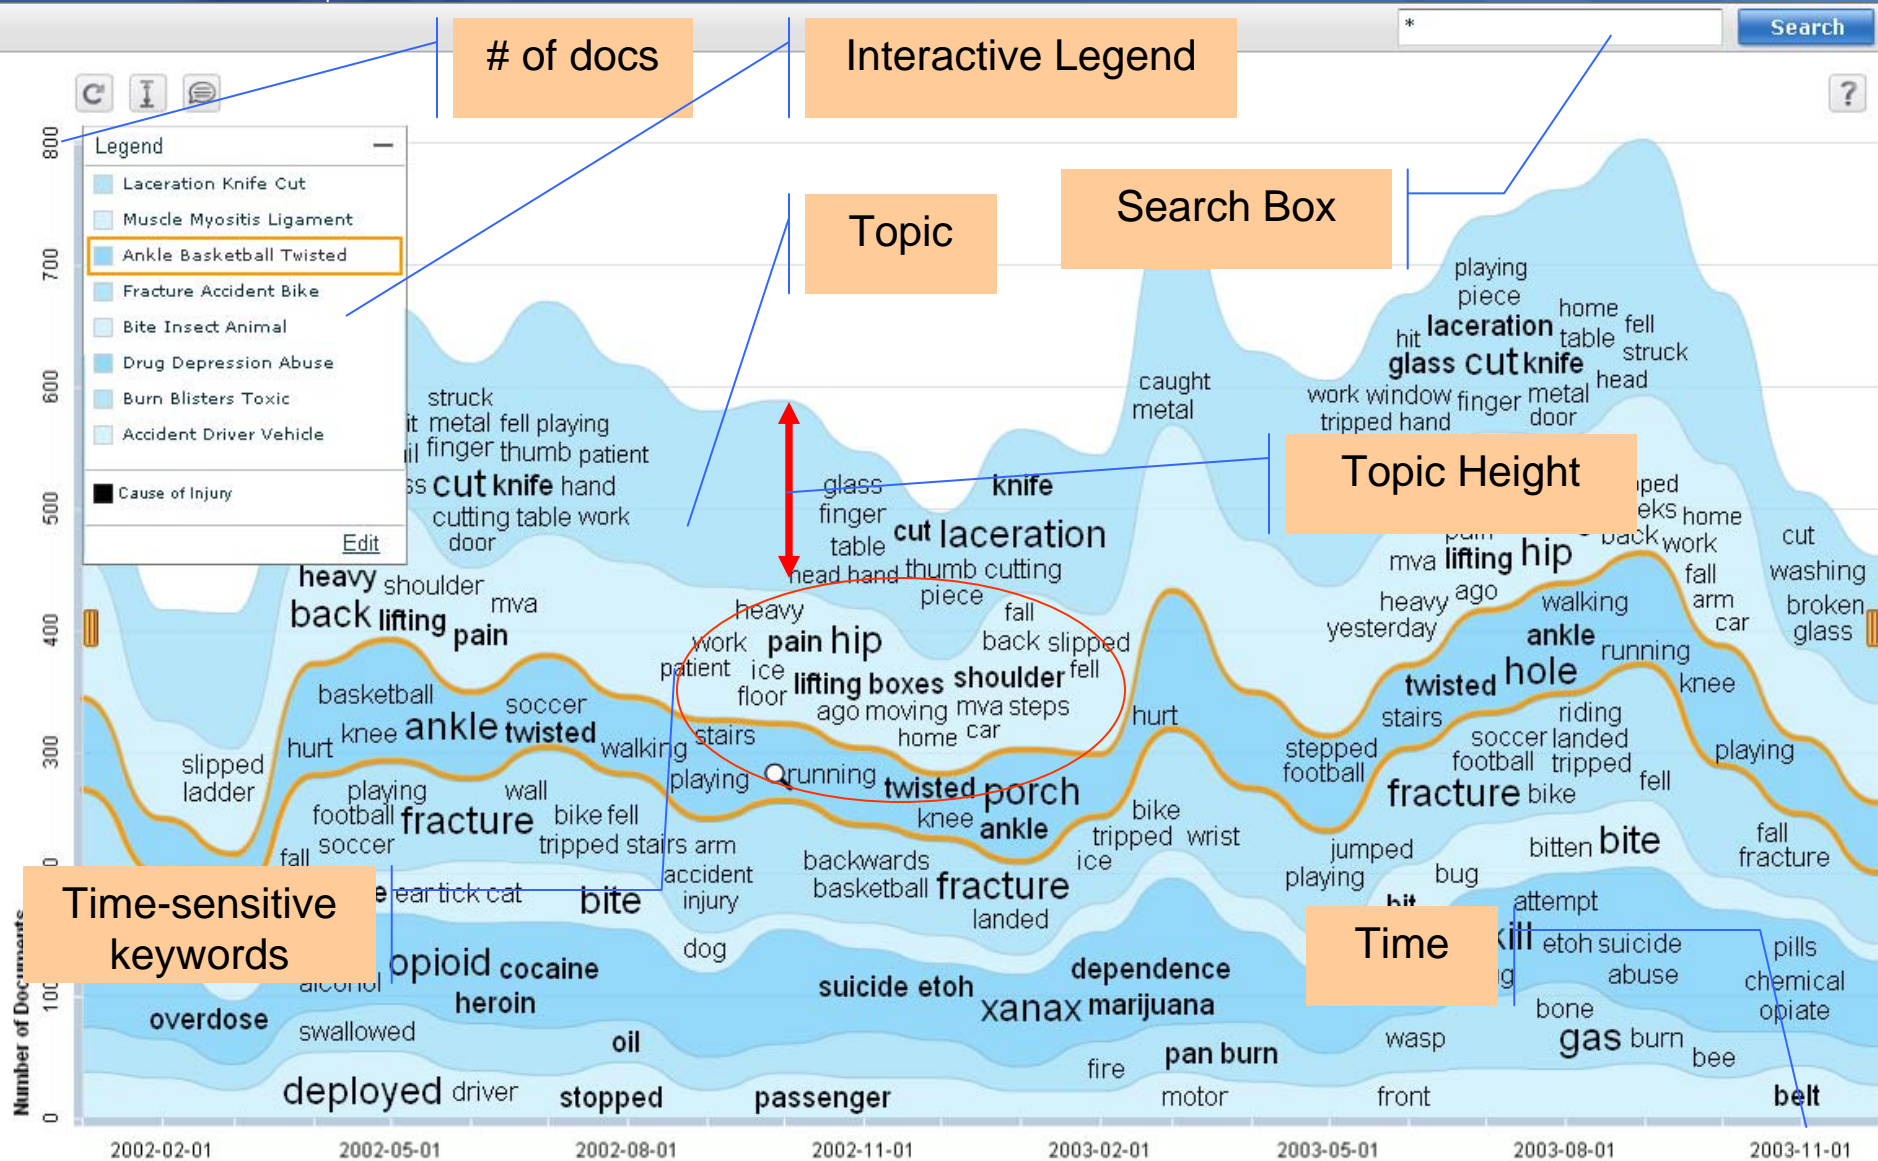 # of docs
Interactive Legend
*
Search
?
Legend
Laceration Knife Cut
Muscle Myositis Ligament
Ankle Basketball Twisted
Fracture Accident Bike
Bite Insect Animal
Drug Depression Abuse
Burn Blisters Toxic
Accident Driver Vehicle
Cause of Injury
Edit
Topic
Search Box
Topic Height
Time-sensitive
keywords
Time
Number of Documents
800
700
600
500
400
300
100
0
struck
metal fell playing
finger thumb patient
cut knife hand
cutting table work
door
heavy shoulder
mva
back lifting
pain
basketball
soccer
hurt knee ankle twisted
walking stairs
slipped
ladder
playing
playing
wall
football fracture bike fell
soccer
tripped stairs arm
fall
accident
ear tick cat
bite injury
dog
opioid cocaine
alcohol
heroin
overdose
swallowed
oil
deployed driver
stopped
passenger
glass
knife
finger
cut laceration
table
head hand thumb cutting
piece
heavy
fall
work pain hip
back slipped
patient ice
floor lifting boxes shoulder fell
ago moving mva steps
home car
running twisted porch
knee ankle
backwards
basketball fracture
landed
ice
suicide etoh
xanax marijuana
dependence
caught
metal
hurt
bike
tripped wrist
fire
pan burn
motor
playing
piece
home
hit laceration
table
fell
struck
glass cut knife
head
work window finger metal
tripped hand
door
home
mva lifting hip
back work
heavy ago
fall
yesterday
arm
car
walking
ankle
running
twisted hole
knee
stairs
riding
stepped
soccer landed
football
football tripped
fell
playing
fracture bike
jumped
playing
bug
bitten bite
fall
fracture
attempt
kill etoh suicide
abuse
pills
chemical
opiate
bone
wasp
gas burn
bee
front
belt
cut
washing
broken
glass
2002-02-01
2002-05-01
2002-08-01
2002-11-01
2003-02-01
2003-05-01
2003-08-01
2003-11-01